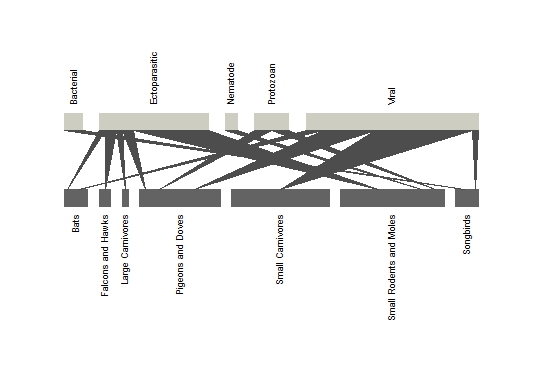 Bats
Bacterial
Falcons and Hawks
Large Carnivores
Ectoparasitic
Pigeons and Doves
Nematode
Protozoan
Small Carnivores
Small Rodents and Moles
Viral
Songbirds